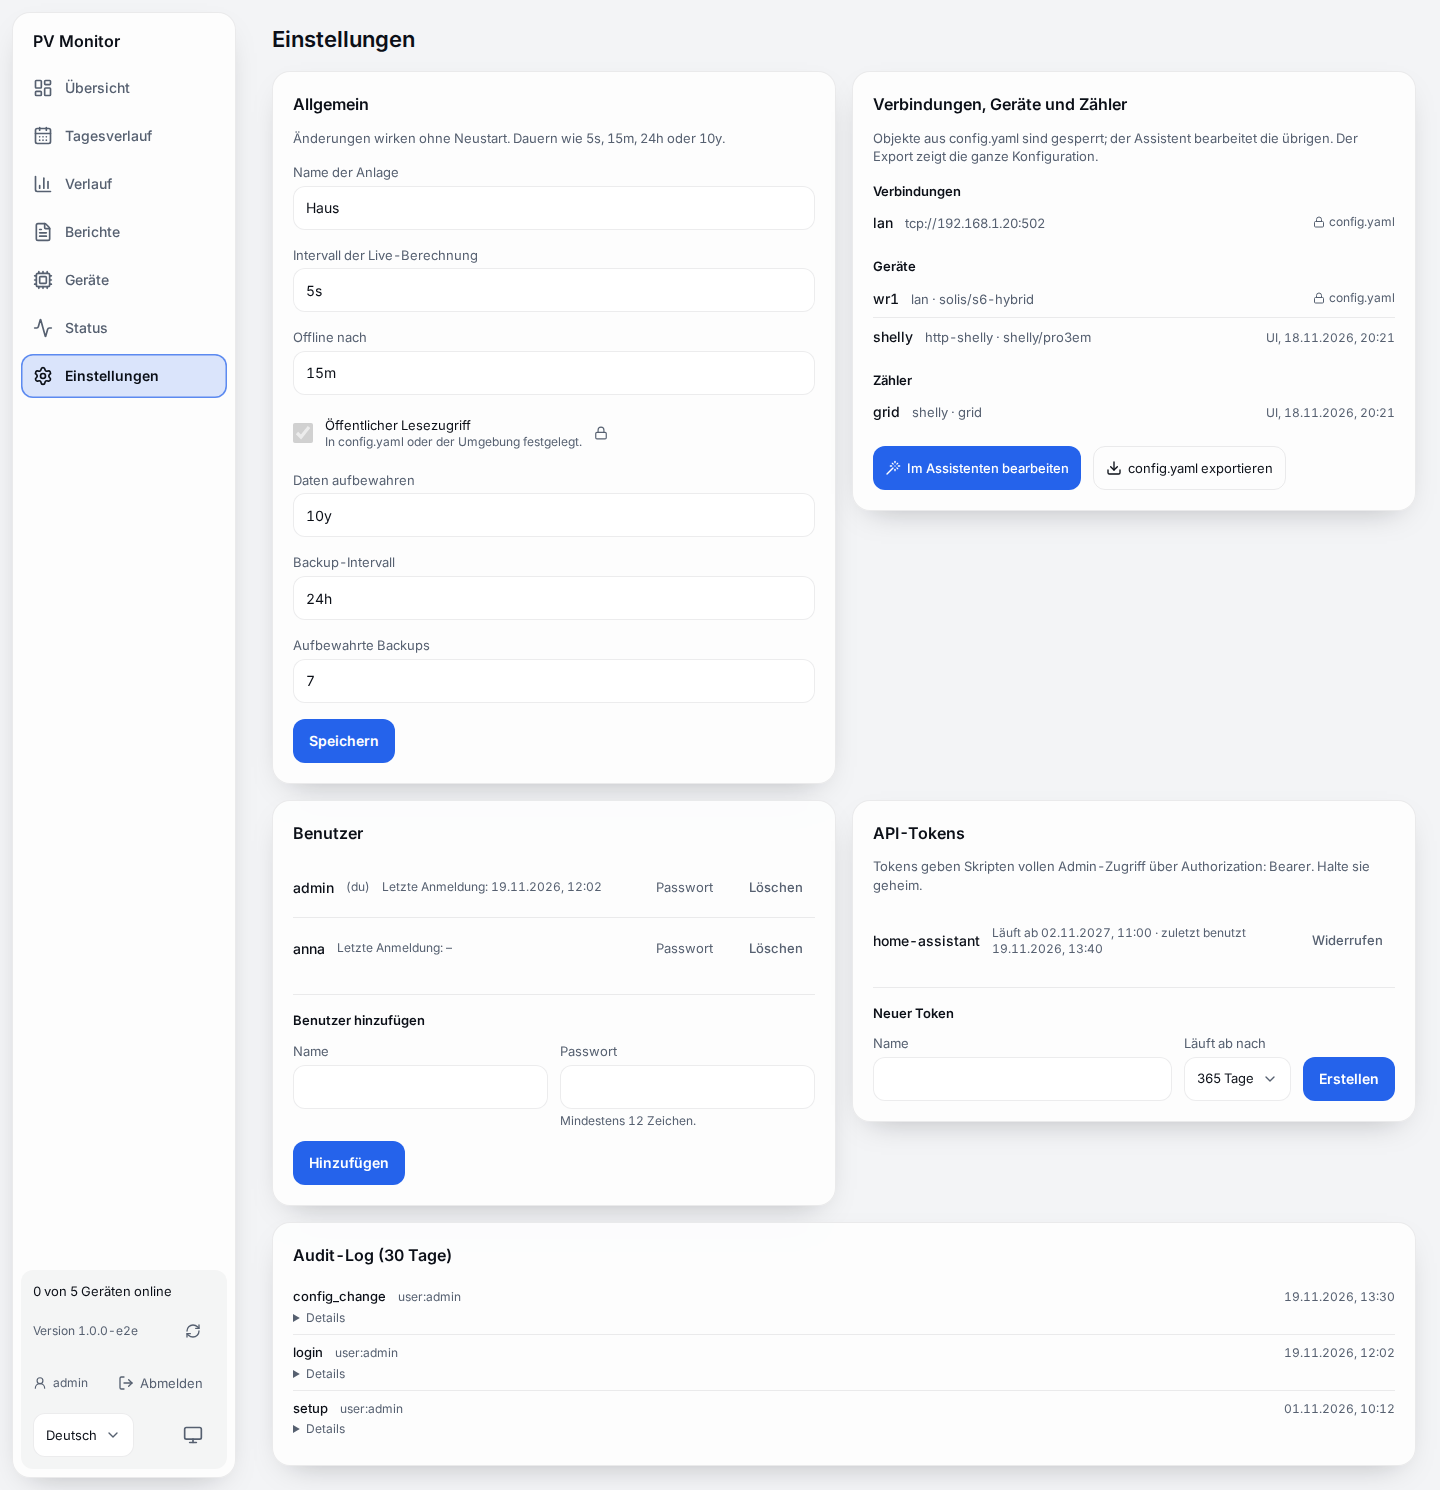 PV Monitor
Übersicht
Tagesverlauf
Verlauf
Berichte
Geräte
Status
Einstellungen
0 von 5 Geräten online
Version 1.0.0-e2e
admin
Abmelden
Deutsch
Einstellungen
Allgemein
Änderungen wirken ohne Neustart. Dauern wie 5s, 15m, 24h oder 10y.
Name der Anlage
Haus
Intervall der Live-Berechnung
5s
Offline nach
15m
Öffentlicher Lesezugriff
In config.yaml oder der Umgebung festgelegt.
Daten aufbewahren
10y
Backup-Intervall
24h
Aufbewahrte Backups
7
Speichern
Verbindungen, Geräte und Zähler
Objekte aus config.yaml sind gesperrt; der Assistent bearbeitet die übrigen. Der
Export zeigt die ganze Konfiguration.
Verbindungen
lan tcp://192.168.1.20:502 config.yaml
Geräte
wr1 lan · solis/s6-hybrid config.yaml
shelly http-shelly · shelly/pro3em UI, 18.11.2026, 20:21
Zähler
grid shelly · grid UI, 18.11.2026, 20:21
Im Assistenten bearbeiten config.yaml exportieren
Benutzer
admin (du) Letzte Anmeldung: 19.11.2026, 12:02 Passwort Löschen
anna Letzte Anmeldung: – Passwort Löschen
Benutzer hinzufügen
Name Passwort
Mindestens 12 Zeichen.
Hinzufügen
API-Tokens
Tokens geben Skripten vollen Admin-Zugriff über Authorization: Bearer. Halte sie
geheim.
home-assistant Läuft ab 02.11.2027, 11:00 · zuletzt benutzt
19.11.2026, 13:40 Widerrufen
Neuer Token
Name Läuft ab nach
365 Tage Erstellen
Audit-Log (30 Tage)
config_change user:admin 19.11.2026, 13:30
Details
login user:admin 19.11.2026, 12:02
Details
setup user:admin 01.11.2026, 10:12
Details